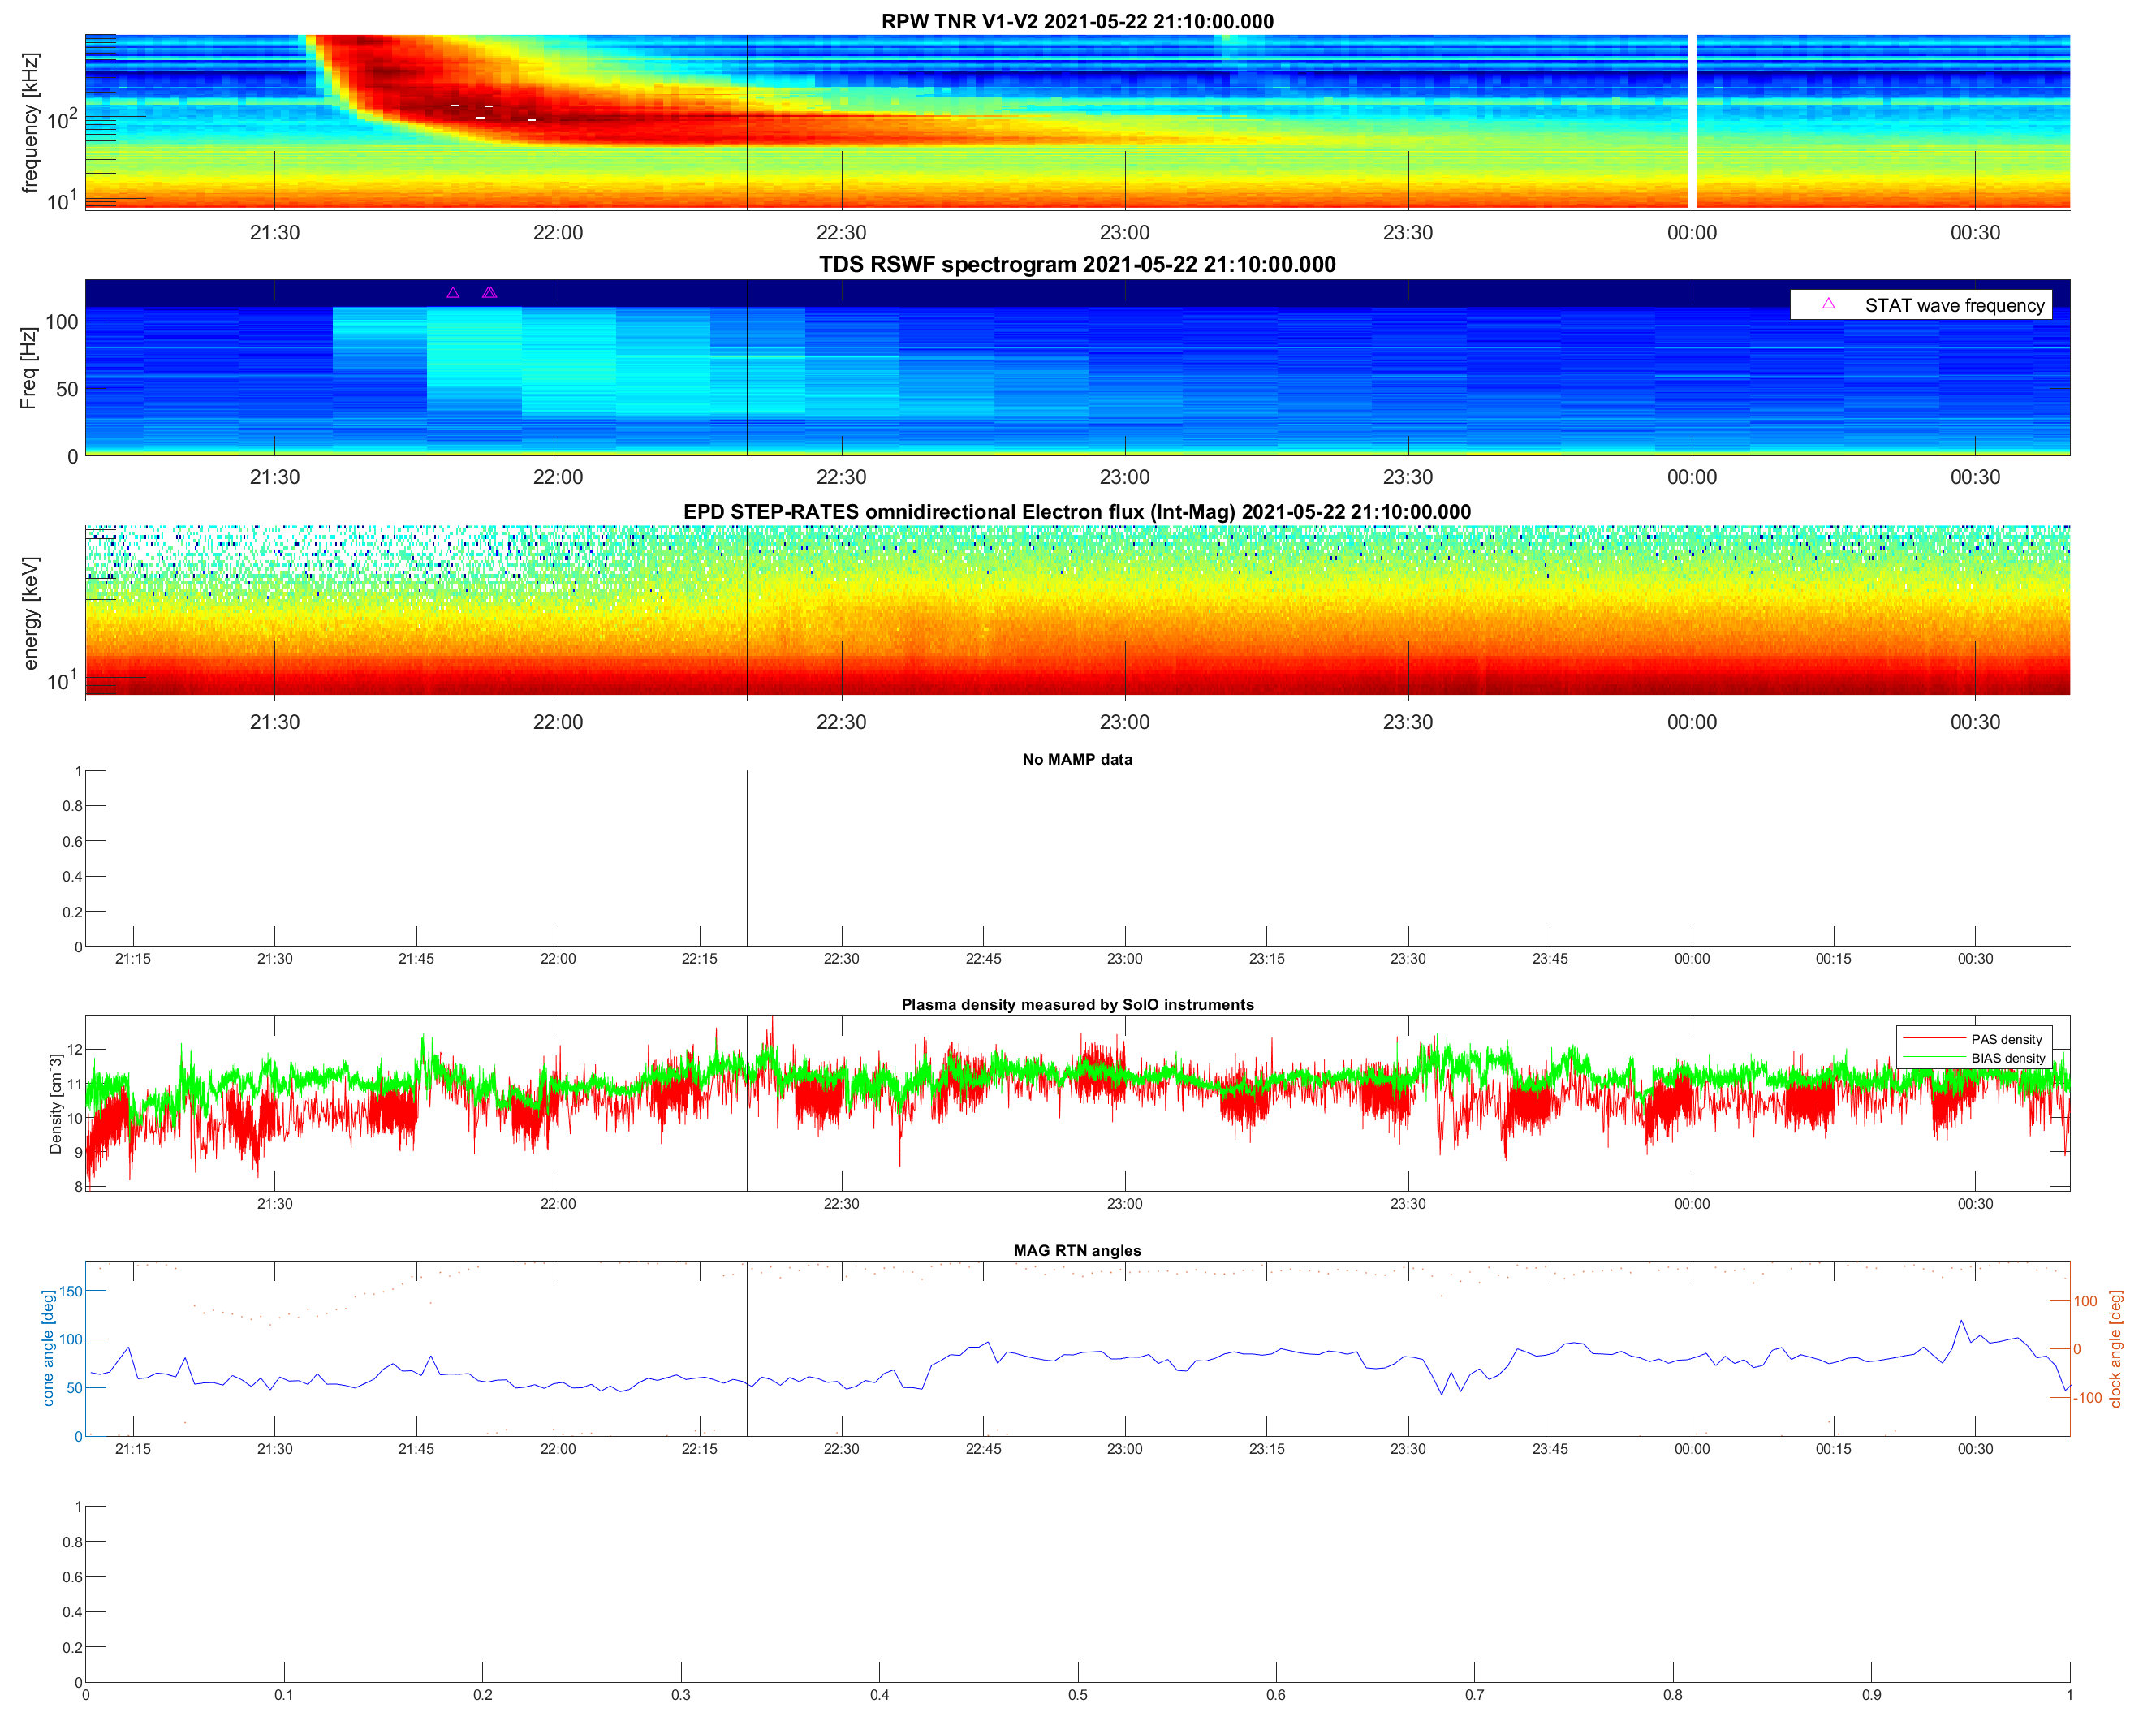 RPW TNR V1-V2 2021-05-22 21:10:00.000
frequency [kHz]
10^2
10^1
21:30 22:00 22:30 23:00 23:30 00:00 00:30
TDS RSWF spectrogram 2021-05-22 21:10:00.000
Freq [Hz]
100
50
0
STAT wave frequency
21:30 22:00 22:30 23:00 23:30 00:00 00:30
EPD STEP-RATES omnidirectional Electron flux (Int-Mag) 2021-05-22 21:10:00.000
energy [keV]
10^1
21:30 22:00 22:30 23:00 23:30 00:00 00:30
No MAMP data
1
0.8
0.6
0.4
0.2
0
21:15 21:30 21:45 22:00 22:15 22:30 22:45 23:00 23:15 23:30 23:45 00:00 00:15 00:30
Plasma density measured by SolO instruments
Density [cm^-3]
12
11
10
9
8
PAS density
BIAS density
21:30 22:00 22:30 23:00 23:30 00:00 00:30
MAG RTN angles
cone angle [deg]
150
100
50
0
clock angle [deg]
100
0
-100
21:15 21:30 21:45 22:00 22:15 22:30 22:45 23:00 23:15 23:30 23:45 00:00 00:15 00:30
1
0.8
0.6
0.4
0.2
0
0 0.1 0.2 0.3 0.4 0.5 0.6 0.7 0.8 0.9 1